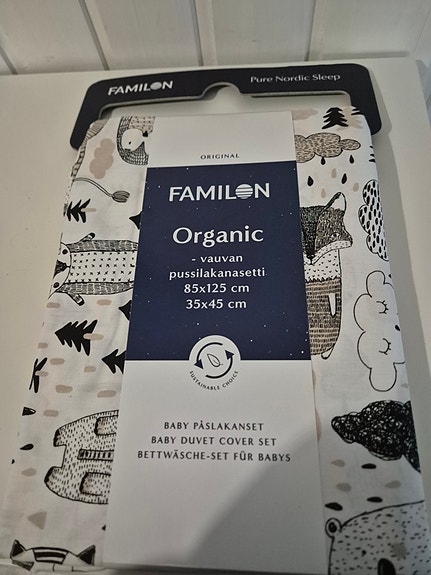 FAMILON
Pure Nordic Sleep
ORIGINAL
FAMILON
Organic
- vauvan
pussilakanasetti
85x125 cm
35x45 cm
SUSTAINABLE CHOICE
BABY PÅSLAKANSET
BABY DUVET COVER SET
BETTWÄSCHE-SET FÜR BABYS